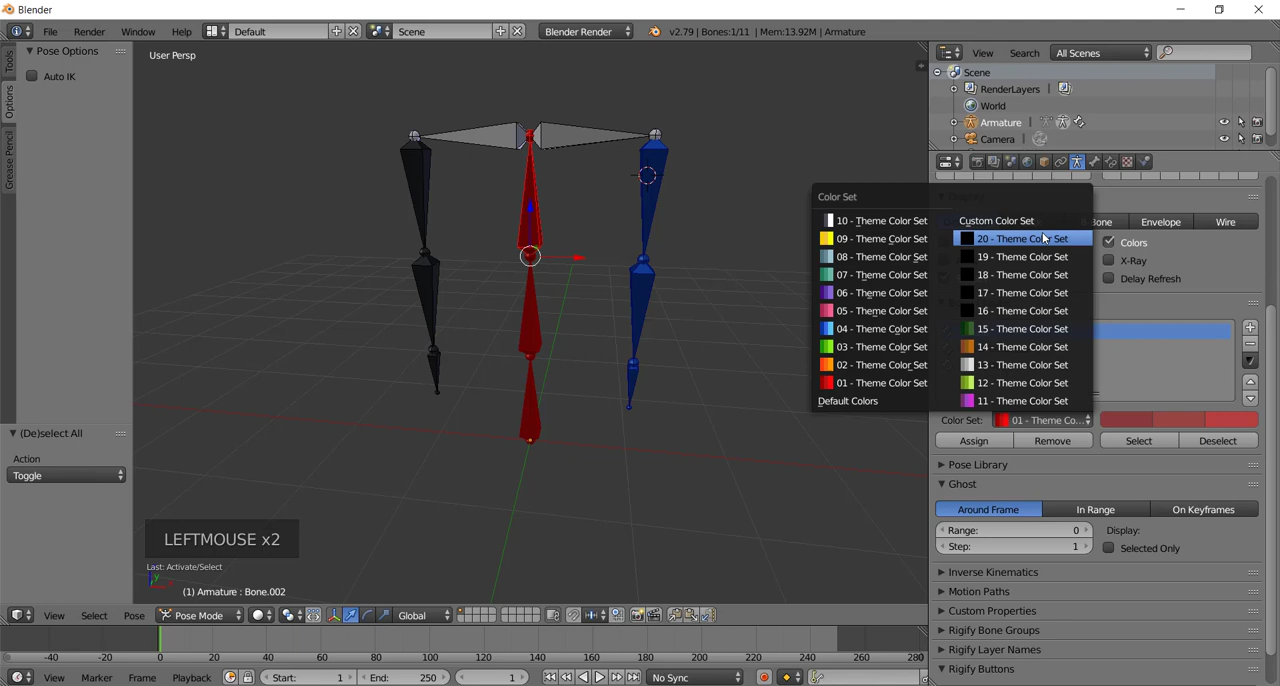 Blender
File Render Window Help Default Scene Blender Render v2.79 | Bones:1/11 | Mem:13.92M | Armature
Pose Options
Auto IK
Tools
Options
Grease Pencil
User Persp
View Search All Scenes
Scene
RenderLayers |
World
Armature |
Camera |
Color Set
10 - Theme Color Set
09 - Theme Color Set
08 - Theme Color Set
07 - Theme Color Set
06 - Theme Color Set
05 - Theme Color Set
04 - Theme Color Set
03 - Theme Color Set
02 - Theme Color Set
01 - Theme Color Set
Default Colors
Custom Color Set
20 - Theme Color Set
19 - Theme Color Set
18 - Theme Color Set
17 - Theme Color Set
16 - Theme Color Set
15 - Theme Color Set
14 - Theme Color Set
13 - Theme Color Set
12 - Theme Color Set
11 - Theme Color Set
Envelope Wire
Colors
X-Ray
Delay Refresh
Color Set: 01 - Theme Co...
Assign Remove Select Deselect
Pose Library
Ghost
Around Frame In Range On Keyframes
Range: 0 Display:
Step: 1 Selected Only
Inverse Kinematics
Motion Paths
Custom Properties
Rigify Bone Groups
Rigify Layer Names
Rigify Buttons
(De)select All
Action
Toggle
LEFTMOUSE x2
Last: Activate/Select
(1) Armature : Bone.002
View Select Pose Pose Mode Global
-40 -20 0 20 40 60 80 100 120 140 160 180 200 220 240 260 280
View Marker Frame Playback Start: 1 End: 250 1 No Sync